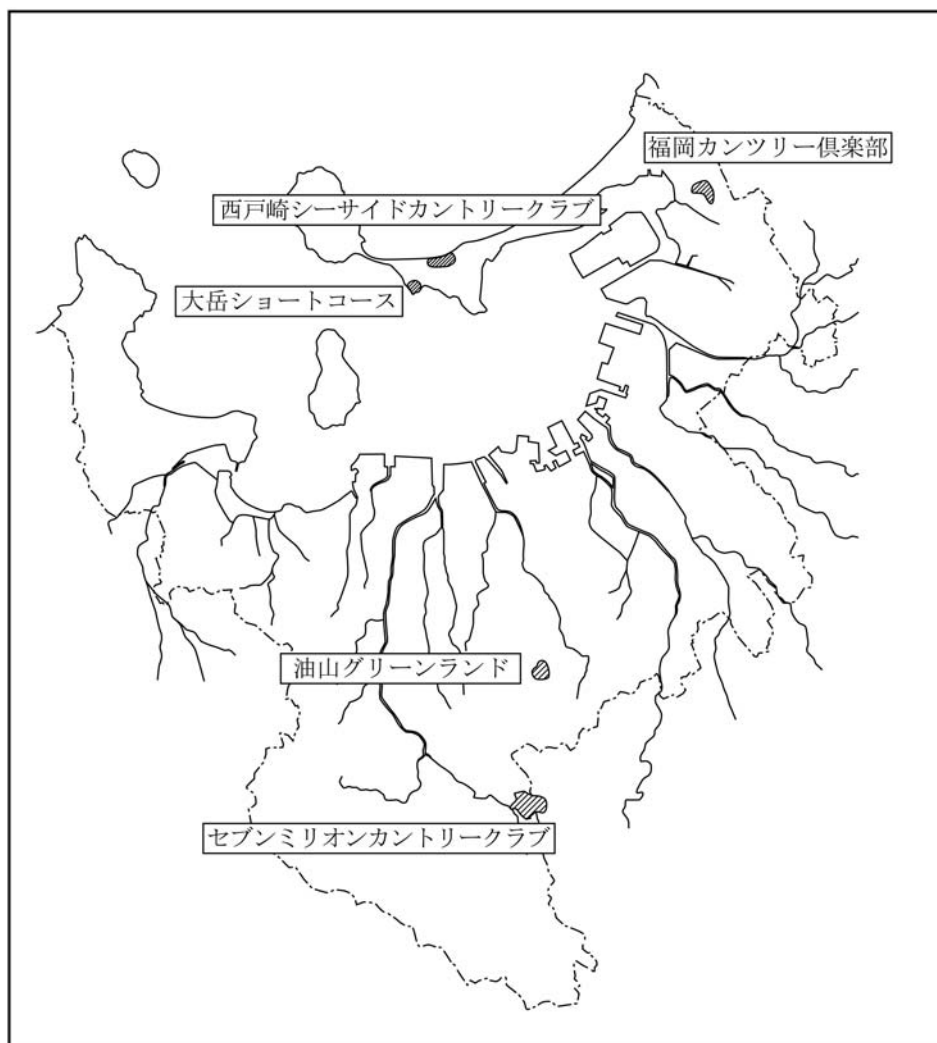 福岡カンツリー倶楽部
西戸崎シーサイドカントリークラブ
大岳ショートコース
油山グリーンランド
セブンミリオンカントリークラブ